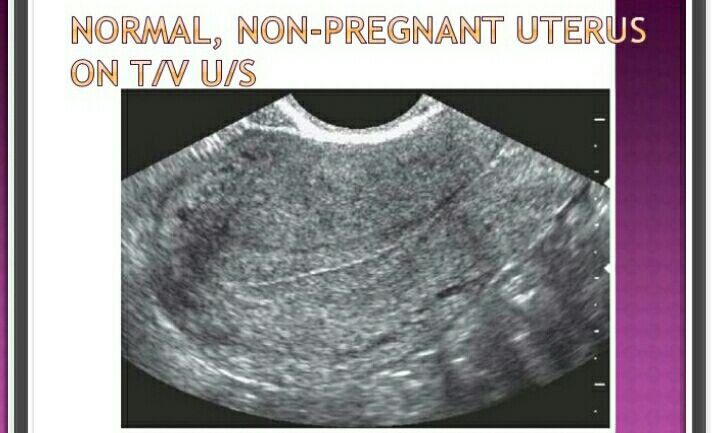 NORMAL, NON-PREGNANT UTERUS
ON T/V U/S